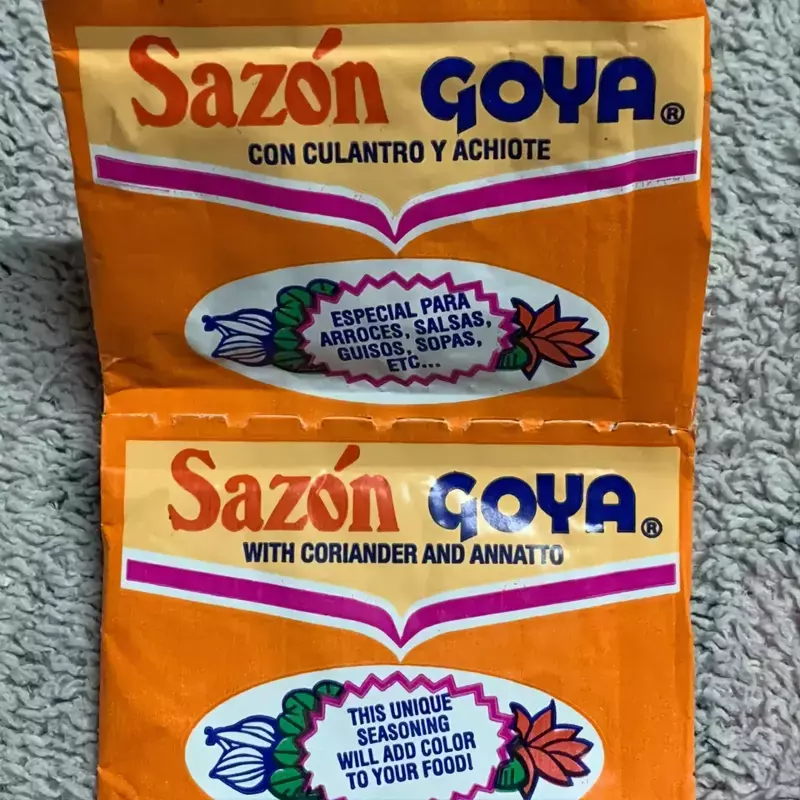 Sazón GOYA®
CON CULANTRO Y ACHIOTE
ESPECIAL PARA
ARROCES, SALSAS,
GUISOS, SOPAS,
ETC...
Sazón GOYA®
WITH CORIANDER AND ANNATTO
THIS UNIQUE
SEASONING
WILL ADD COLOR
TO YOUR FOOD!